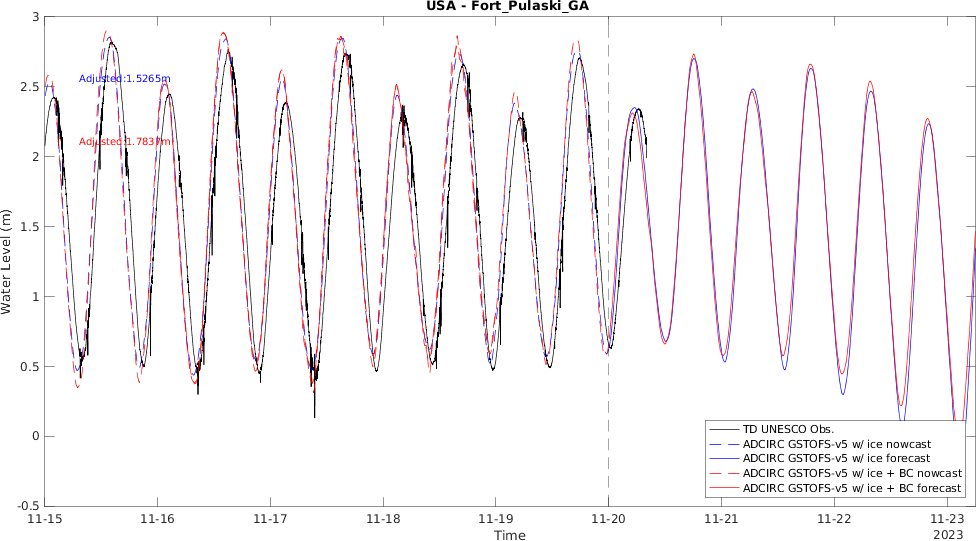 USA - Fort_Pulaski_GA
3
2.5
2
1.5
1
0.5
0
-0.5
Water Level (m)
Adjusted:1.5265m
Adjusted:1.7837m
TD UNESCO Obs.
ADCIRC GSTOFS-v5 w/ ice nowcast
ADCIRC GSTOFS-v5 w/ ice forecast
ADCIRC GSTOFS-v5 w/ ice + BC nowcast
ADCIRC GSTOFS-v5 w/ ice + BC forecast
11-15 11-16 11-17 11-18 11-19 11-20 11-21 11-22 11-23
Time
2023